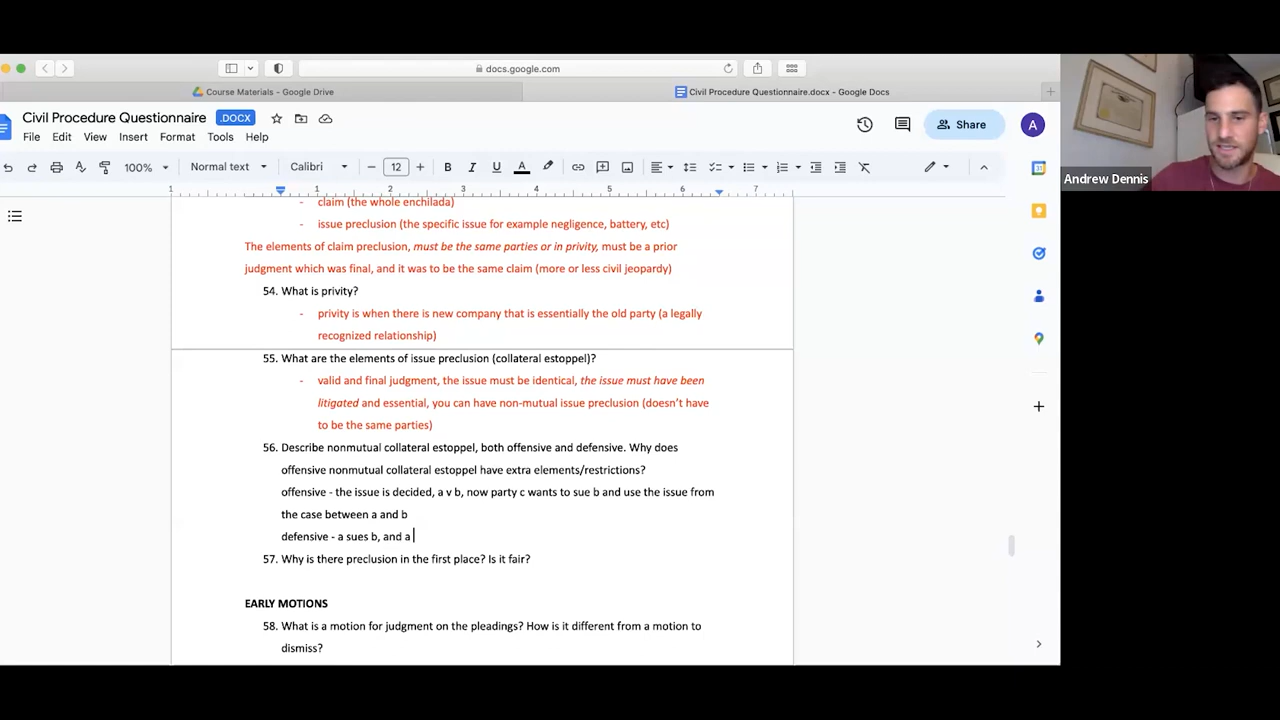 docs.google.com
Course Materials - Google Drive
Civil Procedure Questionnaire.docx - Google Docs
Civil Procedure Questionnaire
.DOCX
File Edit View Insert Format Tools Help
Share
A
100%
Normal text
Calibri
12
B I U A
1 1 2 3 4 5 6 7
Andrew Dennis
- claim (the whole enchilada)
- issue preclusion (the specific issue for example negligence, battery, etc)
The elements of claim preclusion, must be the same parties or in privity, must be a prior
judgment which was final, and it was to be the same claim (more or less civil jeopardy)
54. What is privity?
- privity is when there is new company that is essentially the old party (a legally
recognized relationship)
55. What are the elements of issue preclusion (collateral estoppel)?
- valid and final judgment, the issue must be identical, the issue must have been
litigated and essential, you can have non-mutual issue preclusion (doesn't have
to be the same parties)
56. Describe nonmutual collateral estoppel, both offensive and defensive. Why does
offensive nonmutual collateral estoppel have extra elements/restrictions?
offensive - the issue is decided, a v b, now party c wants to sue b and use the issue from
the case between a and b
defensive - a sues b, and a
57. Why is there preclusion in the first place? Is it fair?
EARLY MOTIONS
58. What is a motion for judgment on the pleadings? How is it different from a motion to
dismiss?